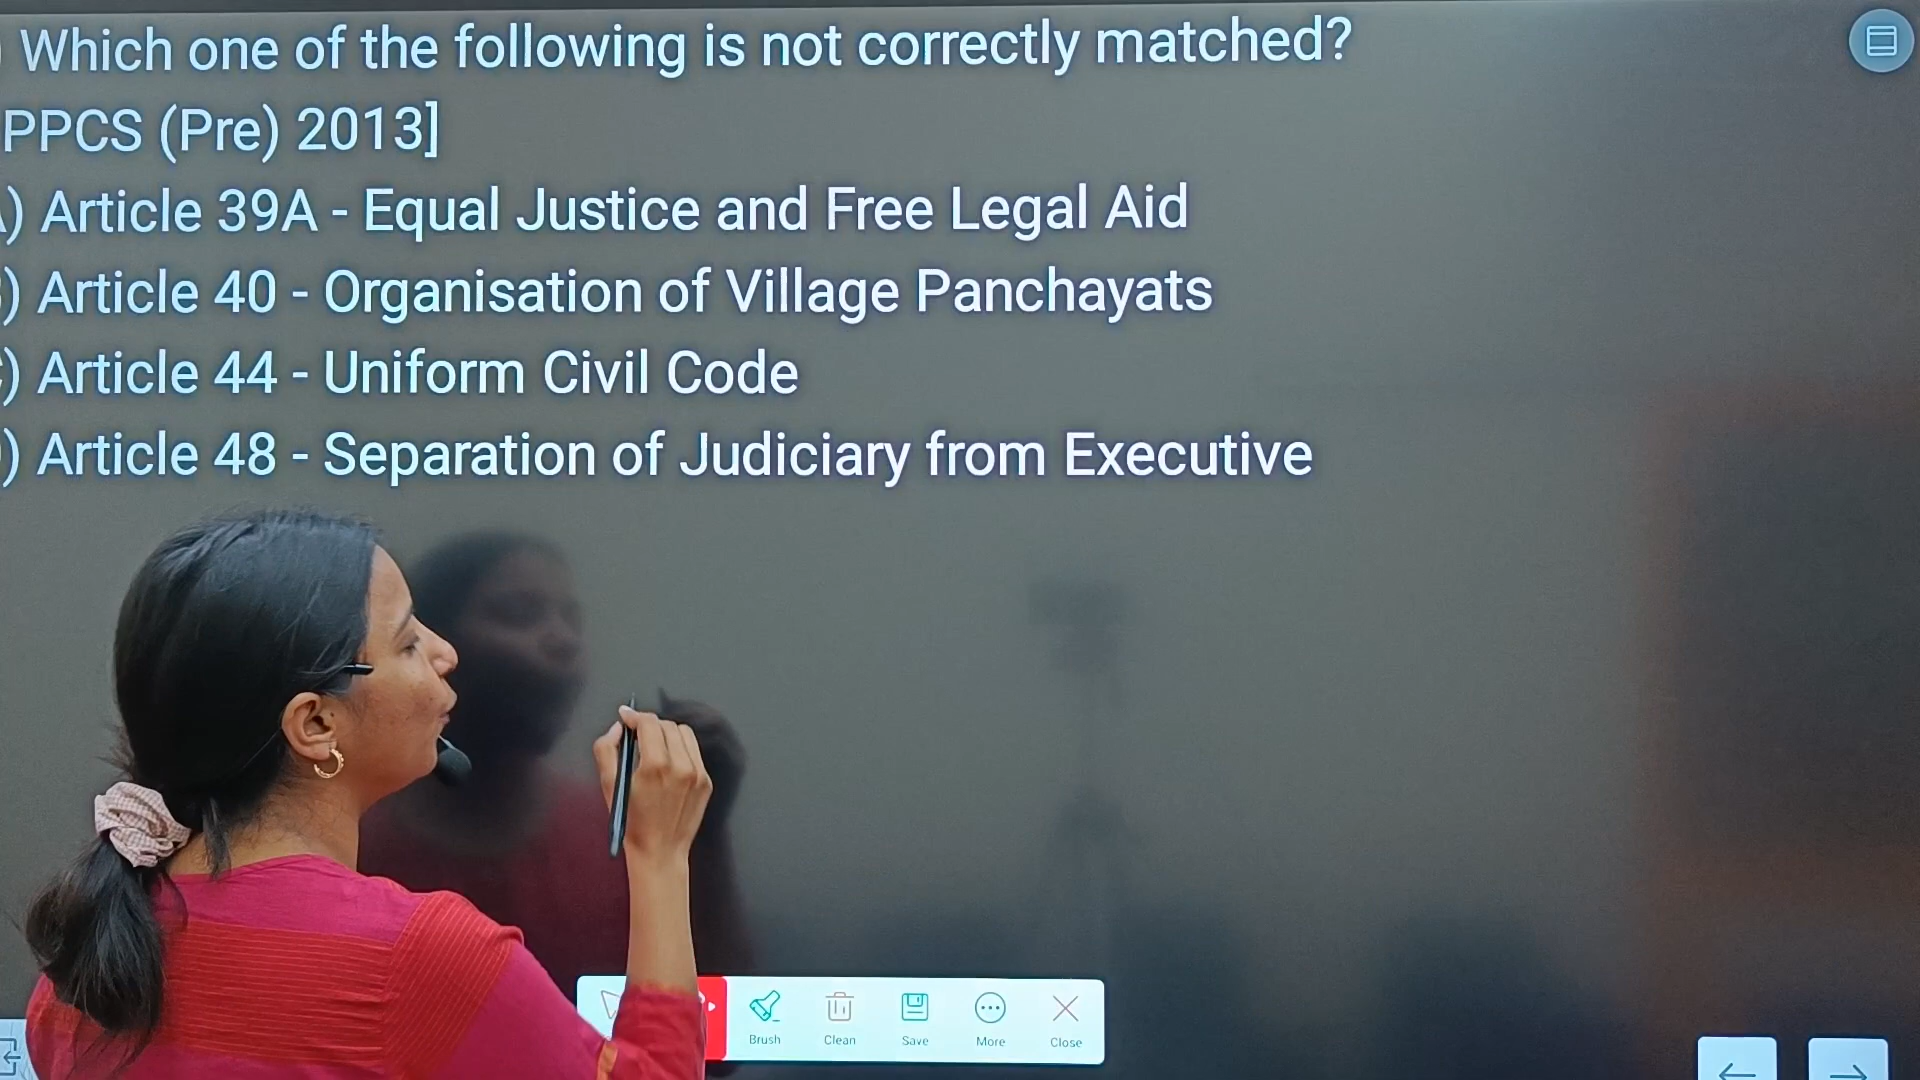 Which one of the following is not correctly matched?
PPCS (Pre) 2013]
) Article 39A - Equal Justice and Free Legal Aid
) Article 40 - Organisation of Village Panchayats
) Article 44 - Uniform Civil Code
) Article 48 - Separation of Judiciary from Executive
Brush Clean Save More Close